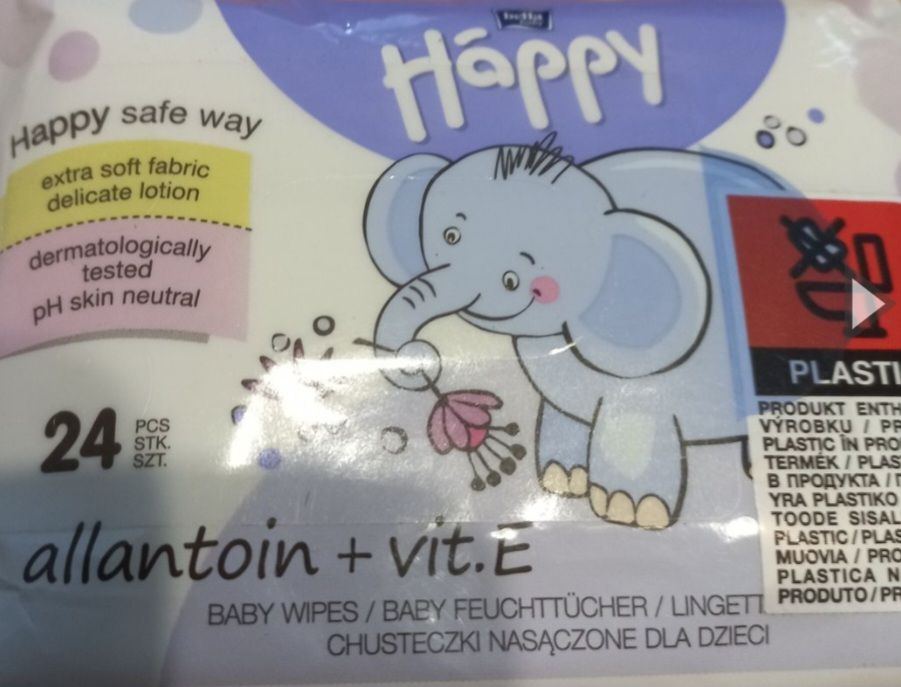 bella
Happy
Happy safe way
extra soft fabric
delicate lotion
dermatologically
tested
pH skin neutral
24 PCS
STK.
SZT.
allantoin + vit.E
BABY WIPES / BABY FEUCHTTÜCHER / LINGETT
CHUSTECZKI NASĄCZONE DLA DZIECI
PLASTI
PRODUKT ENTH
VÝROBKU / PR
PLASTIC ÎN PRO
TERMÉK / PLAS
В ПРОДУКТА / П
YRA PLASTIKO
TOODE SISAL
PLASTIC / PLAS
MUOVIA / PRO
PLASTICA N
PRODUTO / PR